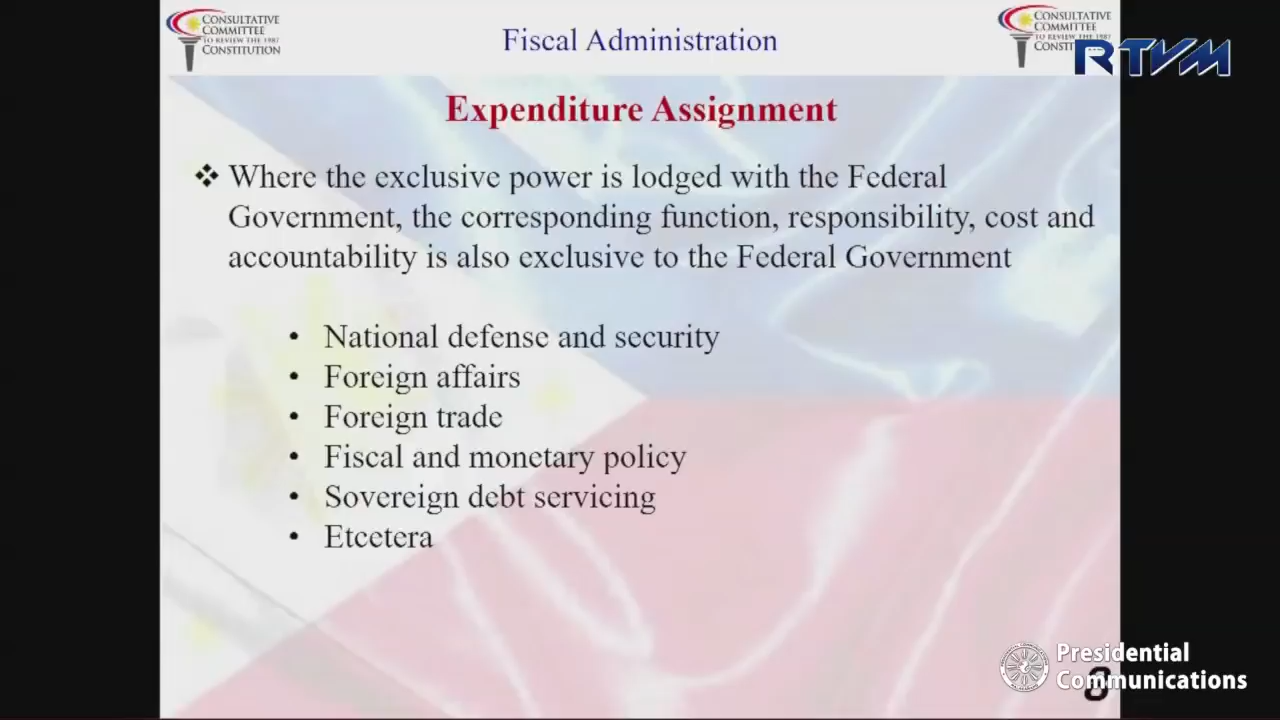 CONSULTATIVE
COMMITTEE
TO REVIEW THE 1987
CONSTITUTION
Fiscal Administration
CONSULTATIVE
COMMITTEE
TO REVIEW THE 1987
RTVM
Expenditure Assignment
❖ Where the exclusive power is lodged with the Federal
Government, the corresponding function, responsibility, cost and
accountability is also exclusive to the Federal Government
• National defense and security
• Foreign affairs
• Foreign trade
• Fiscal and monetary policy
• Sovereign debt servicing
• Etcetera
Presidential
Communications
8